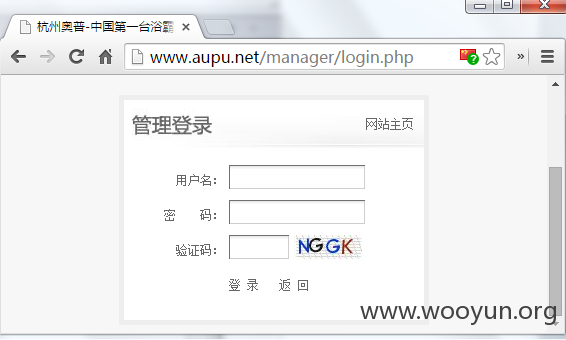 杭州奥普-中国第一台浴霸
www.aupu.net/manager/login.php
管理登录
网站主页
用户名：
密 码：
验证码：
NGGK
登 录 返 回
www.wooyun.org